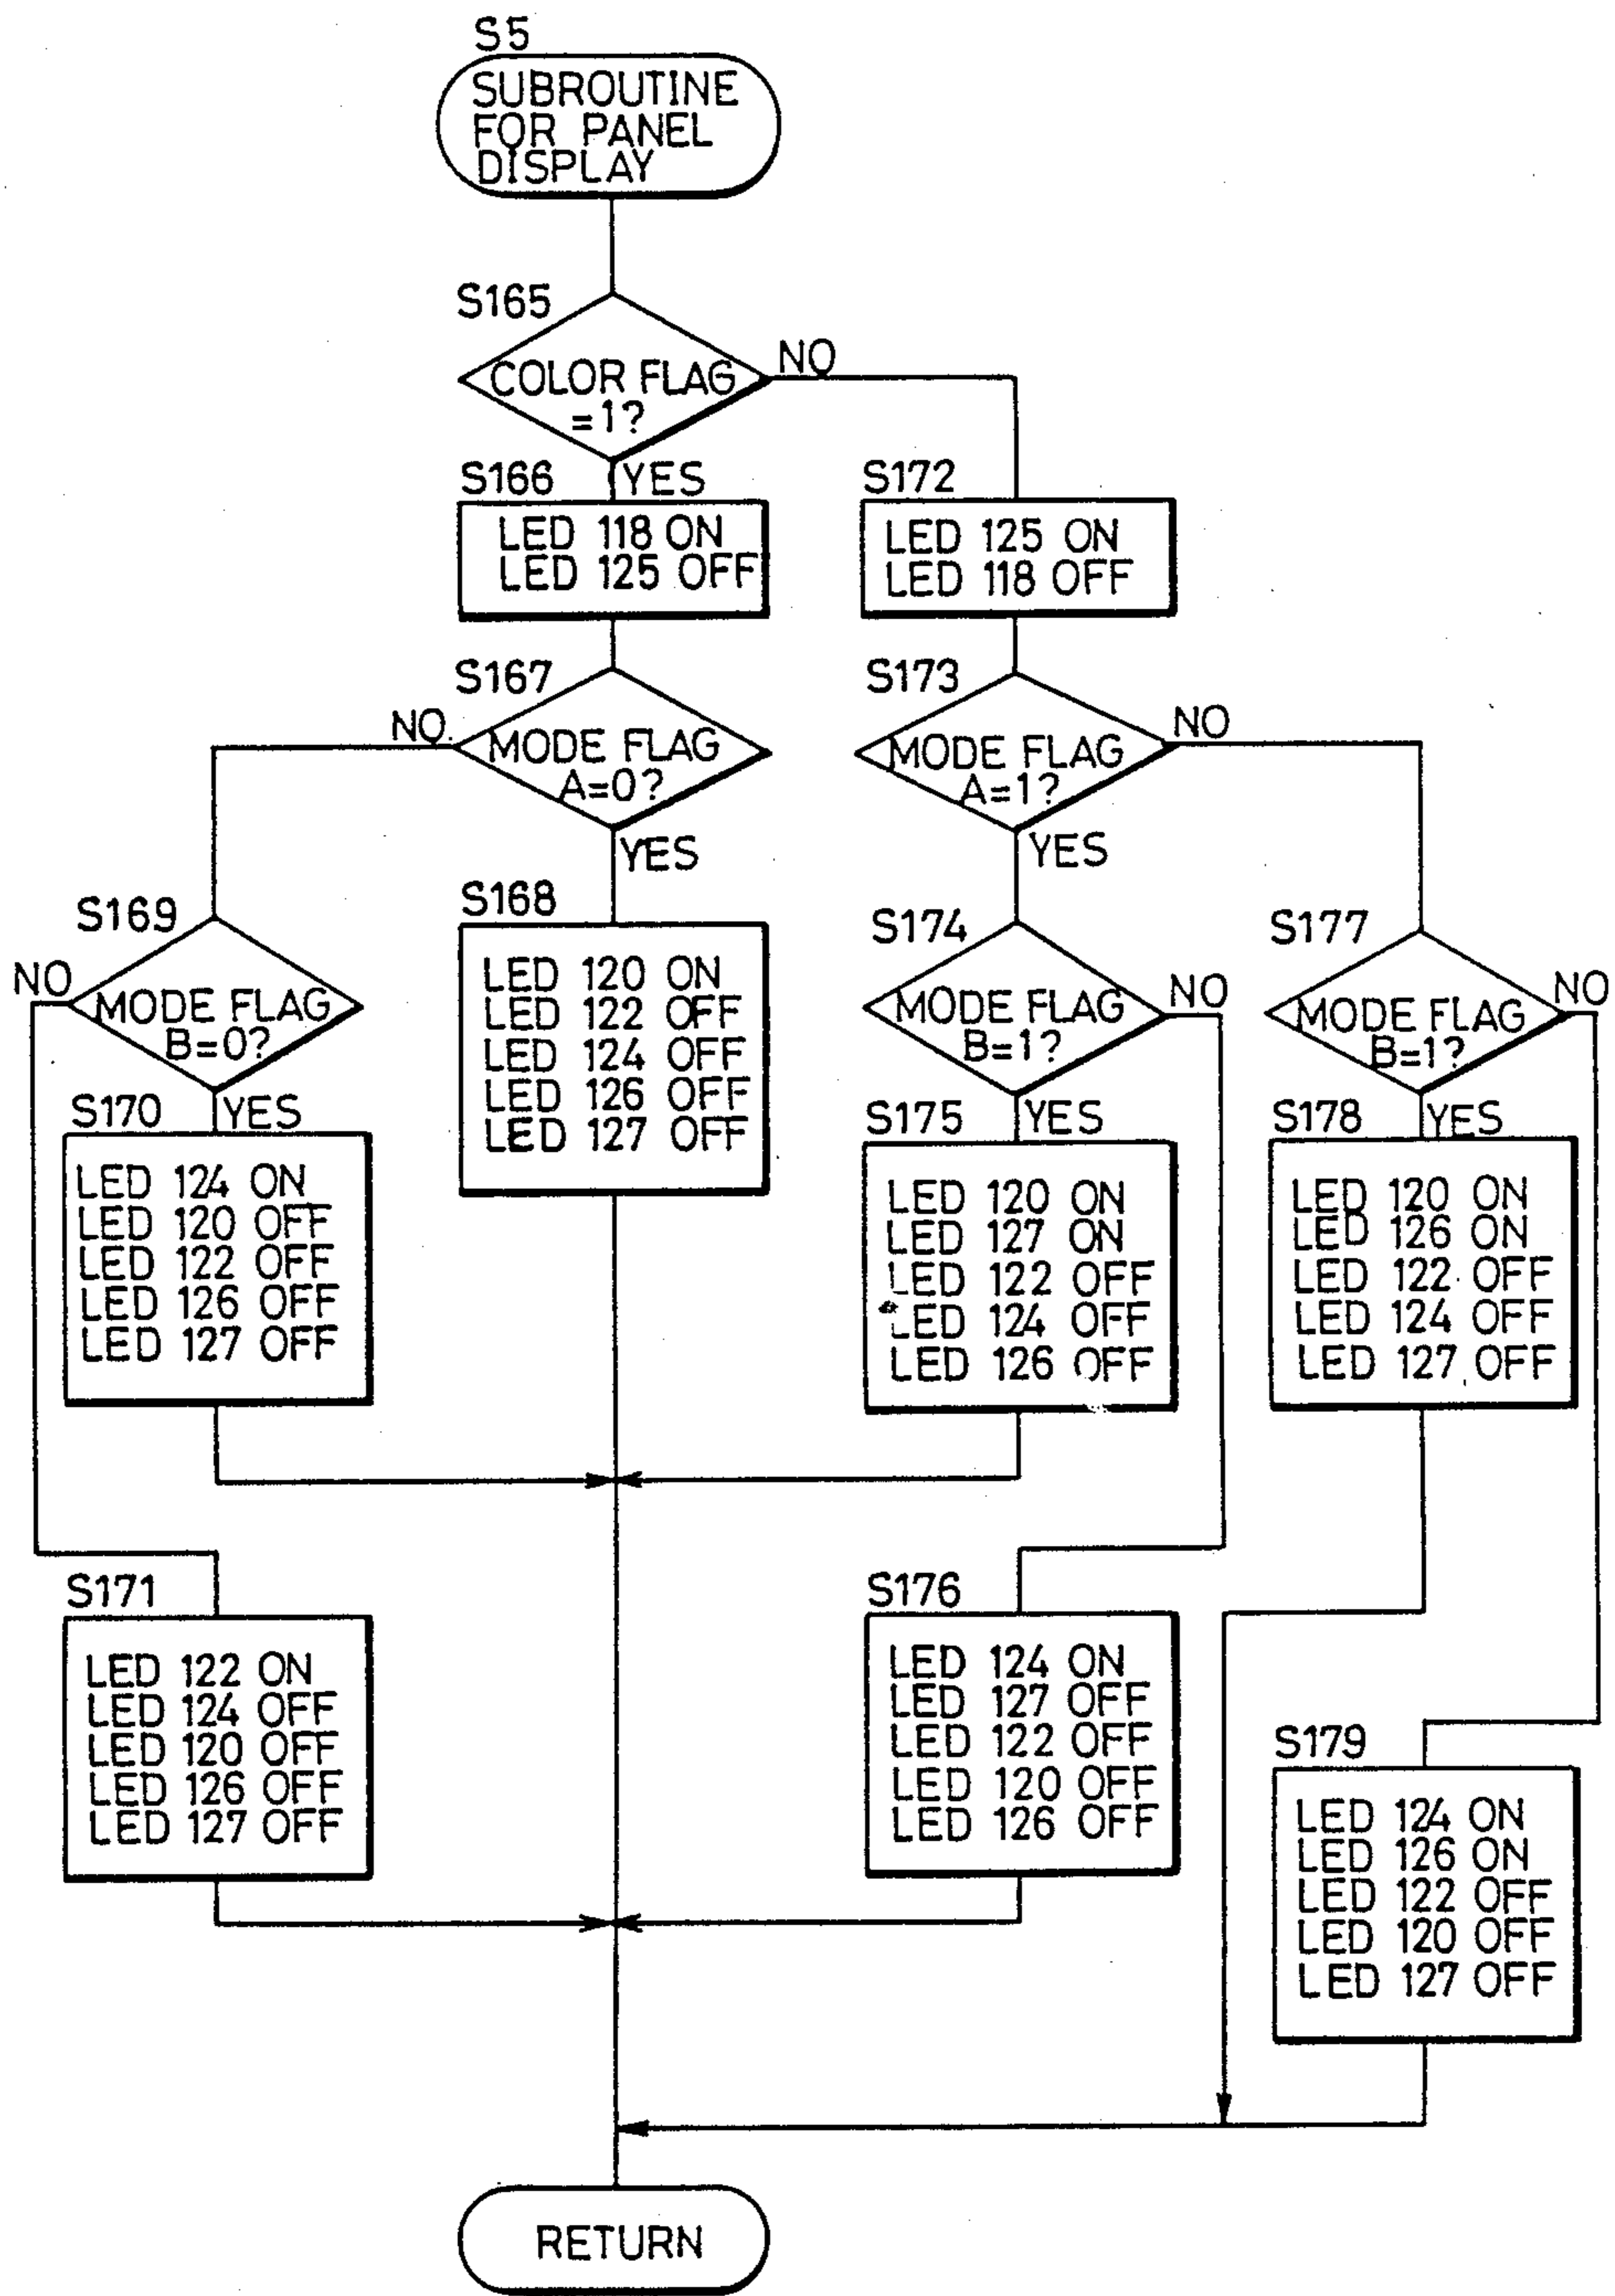 S5
SUBROUTINE
FOR PANEL
DISPLAY
S165
COLOR FLAG
=1?
NO
YES
S166
LED 118 ON
LED 125 OFF
S172
LED 125 ON
LED 118 OFF
S167
NO
MODE FLAG
A=0?
YES
S173
NO
MODE FLAG
A=1?
YES
S169
NO
MODE FLAG
B=0?
YES
S168
LED 120 ON
LED 122 OFF
LED 124 OFF
LED 126 OFF
LED 127 OFF
S174
NO
MODE FLAG
B=1?
YES
S177
NO
MODE FLAG
B=1?
YES
S170
LED 124 ON
LED 120 OFF
LED 122 OFF
LED 126 OFF
LED 127 OFF
S175
LED 120 ON
LED 127 ON
LED 122 OFF
LED 124 OFF
LED 126 OFF
S178
LED 120 ON
LED 126 ON
LED 122 OFF
LED 124 OFF
LED 127 OFF
S171
LED 122 ON
LED 124 OFF
LED 120 OFF
LED 126 OFF
LED 127 OFF
S176
LED 124 ON
LED 127 OFF
LED 122 OFF
LED 120 OFF
LED 126 OFF
S179
LED 124 ON
LED 126 ON
LED 122 OFF
LED 120 OFF
LED 127 OFF
RETURN